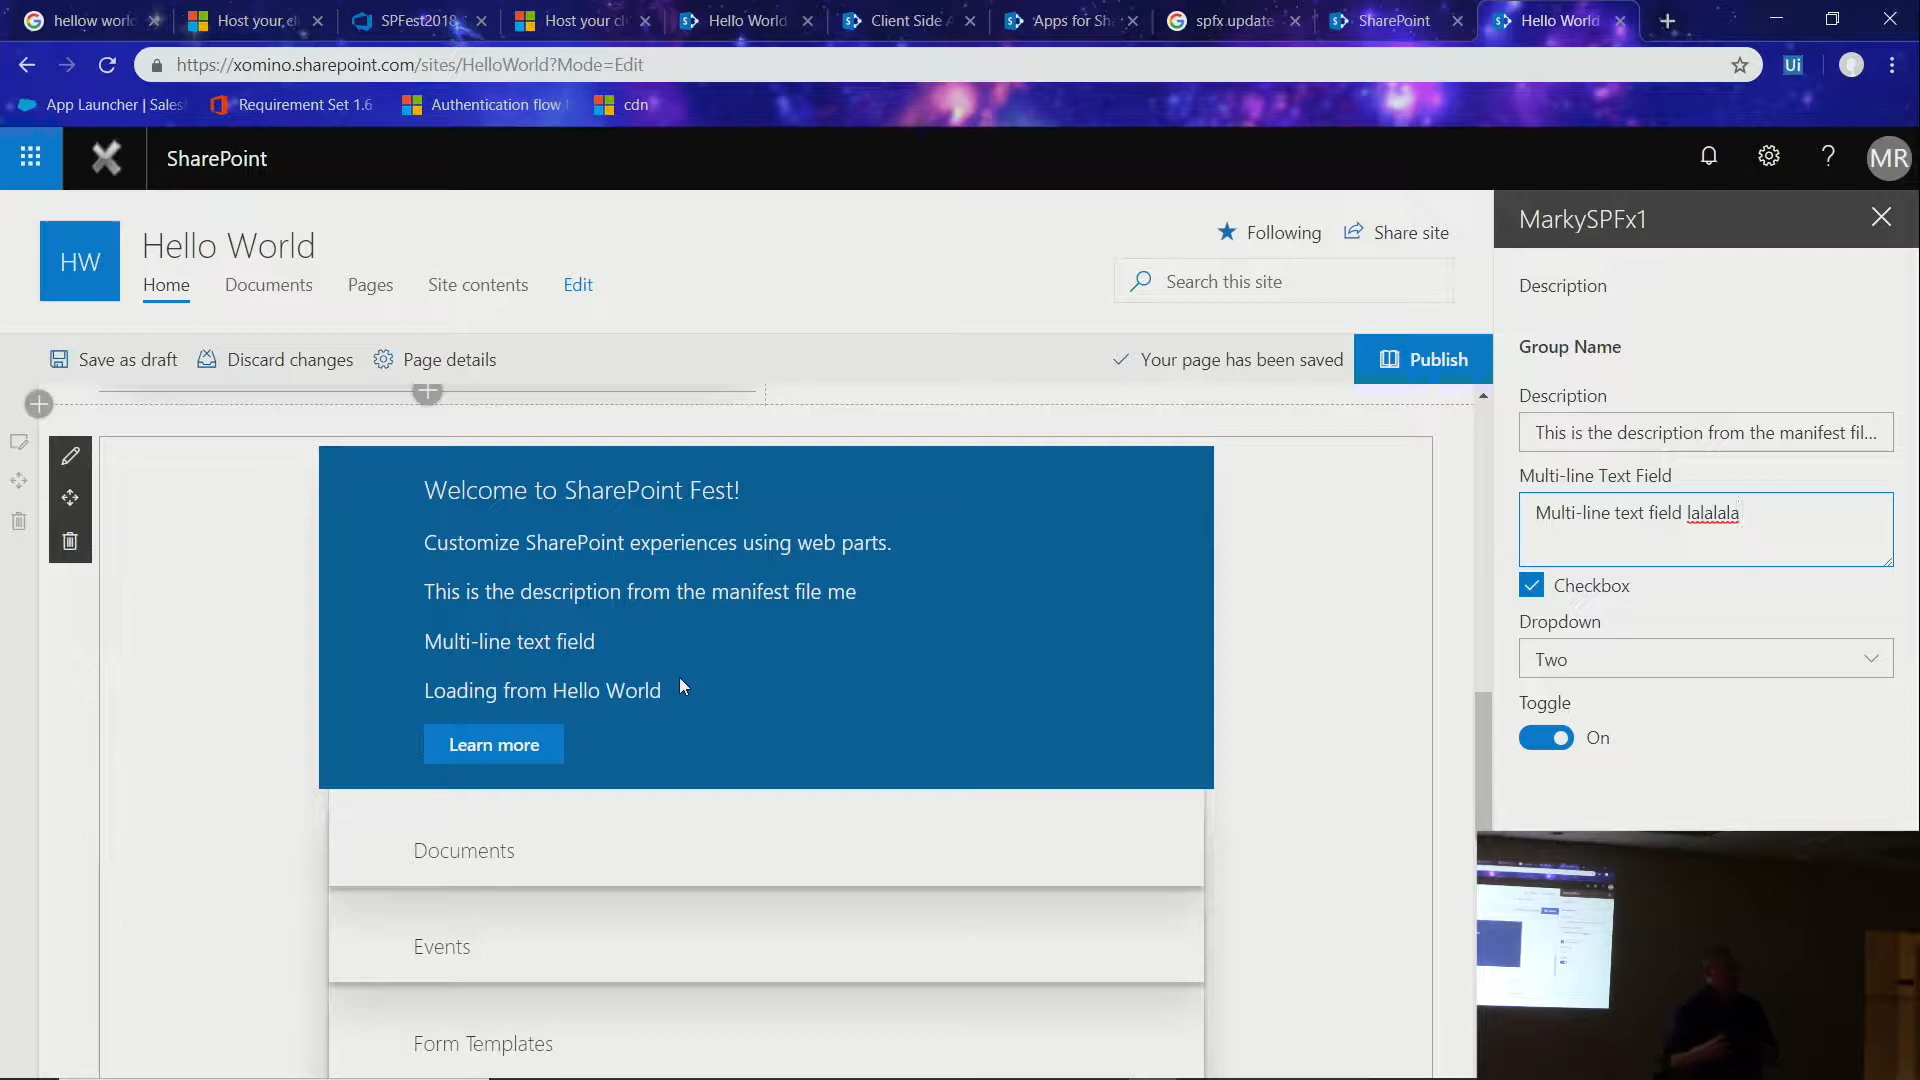 hellow worl
Host your cl
SPFest2018
Host your cl
Hello World
Client Side A
Apps for Sha
spfx update
SharePoint
Hello World
https://xomino.sharepoint.com/sites/HelloWorld?Mode=Edit
Ui
App Launcher | Sales
Requirement Set 1.6
Authentication flow
cdn
SharePoint
MR
HW
Hello World
Following
Share site
Home
Documents
Pages
Site contents
Edit
Search this site
Save as draft
Discard changes
Page details
Your page has been saved
Publish
Welcome to SharePoint Fest!
Customize SharePoint experiences using web parts.
This is the description from the manifest file me
Multi-line text field
Loading from Hello World
Learn more
Documents
Events
Form Templates
MarkySPFx1
Description
Group Name
Description
This is the description from the manifest fil...
Multi-line Text Field
Multi-line text field lalalala
Checkbox
Dropdown
Two
Toggle
On